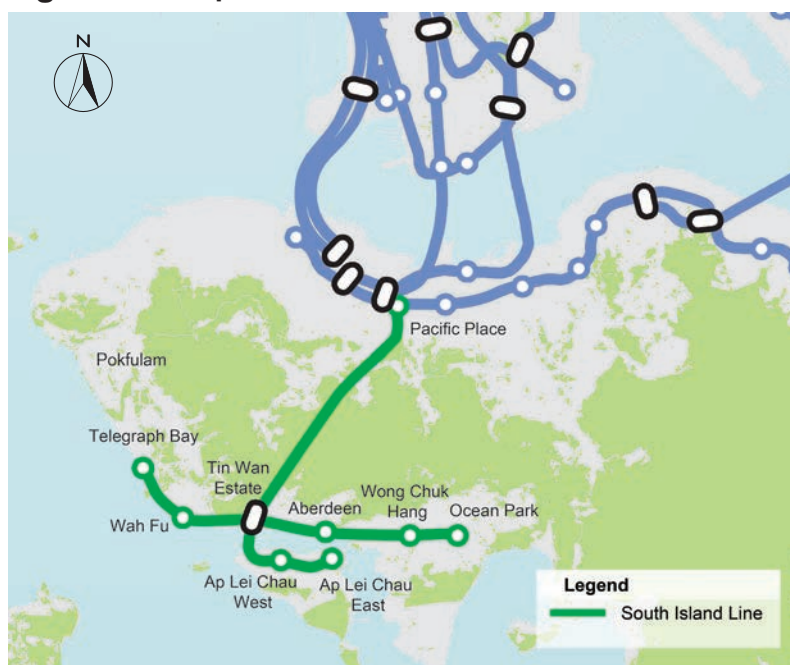 N
Pacific Place
Pokfulam
Telegraph Bay
Tin Wan
Estate
Wah Fu
Aberdeen
Wong Chuk
Hang
Ocean Park
Ap Lei Chau
West
Ap Lei Chau
East
Legend
South Island Line